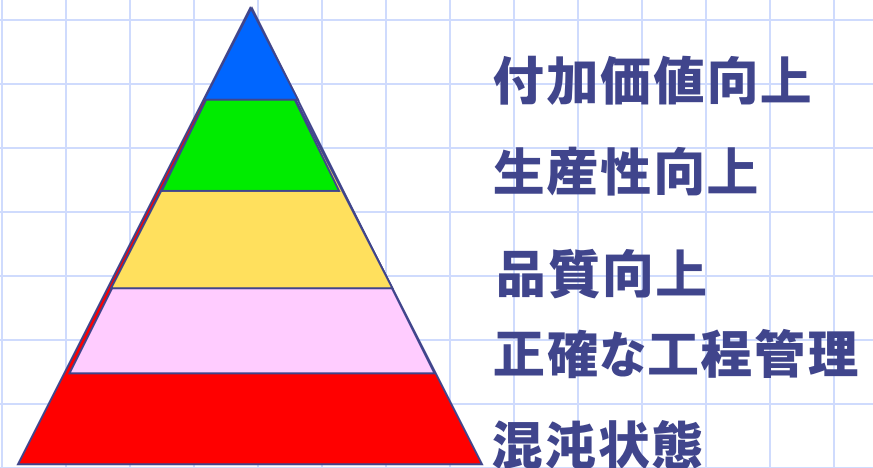 付加価値向上
生産性向上
品質向上
正確な工程管理
混沌状態